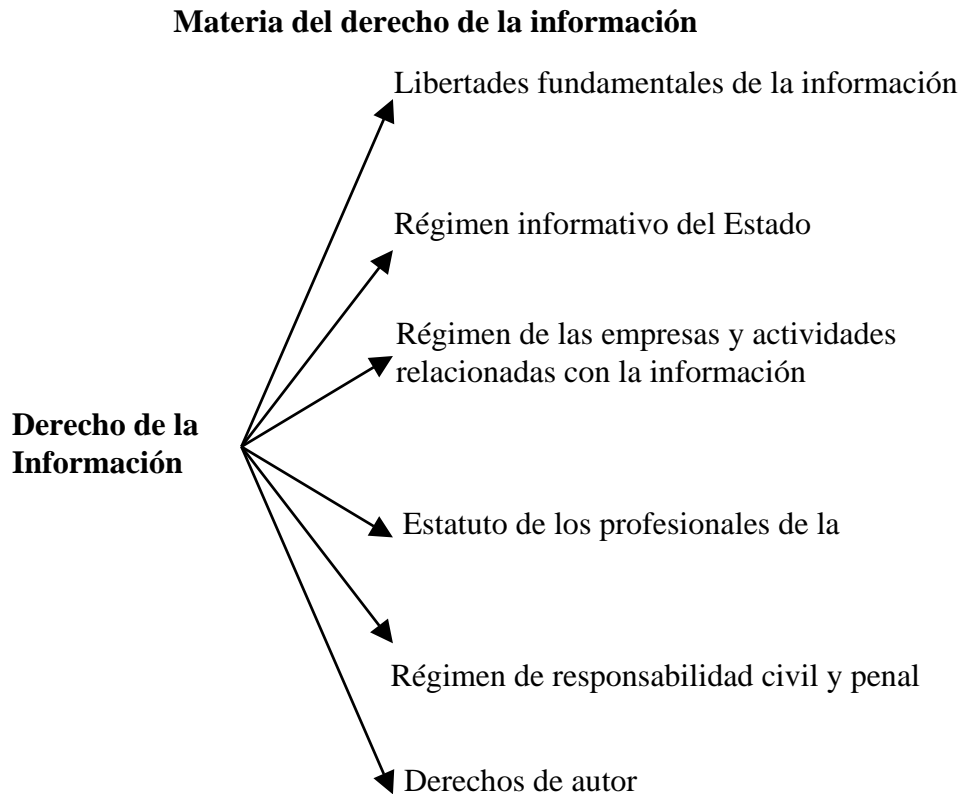 Materia del derecho de la información
Libertades fundamentales de la información
Régimen informativo del Estado
Régimen de las empresas y actividades
relacionadas con la información
Derecho de la
Información
Estatuto de los profesionales de la
Régimen de responsabilidad civil y penal
Derechos de autor